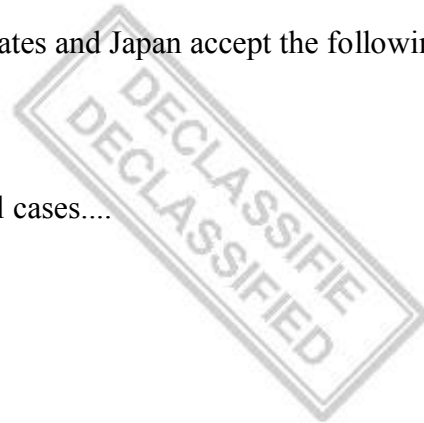 ates and Japan accept the followin
DECLASSIFIE
DECLASSIFIED
l cases....